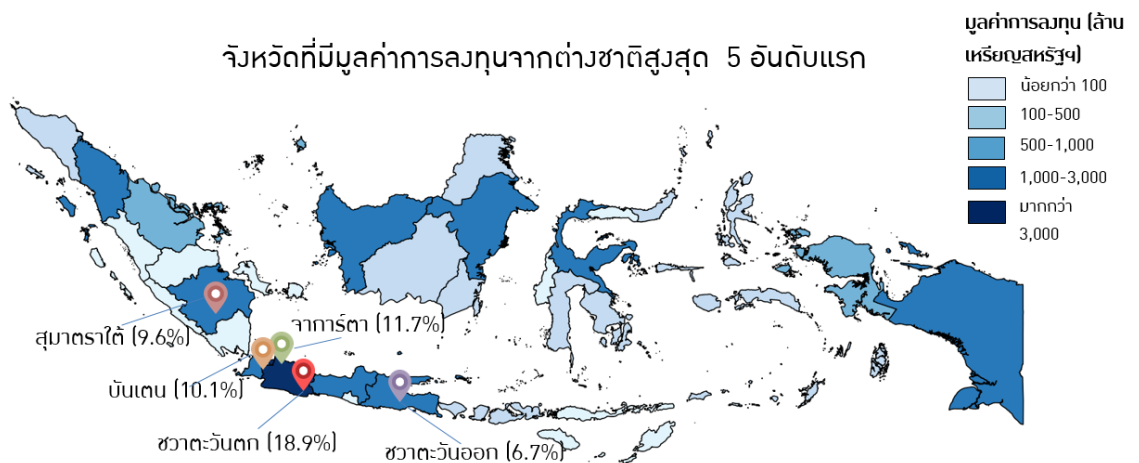 จังหวัดที่มีมูลค่าการลงทุนจากต่างชาติสูงสุด 5 อันดับแรก
มูลค่าการลงทุน (ล้าน
เหรียญสหรัฐฯ)
น้อยกว่า 100
100-500
500-1,000
1,000-3,000
มากกว่า
3,000
สุมาตราใต้ (9.6%)
จาการ์ตา (11.7%)
บันเตน (10.1%)
ชวาตะวันตก (18.9%)
ชวาตะวันออก (6.7%)